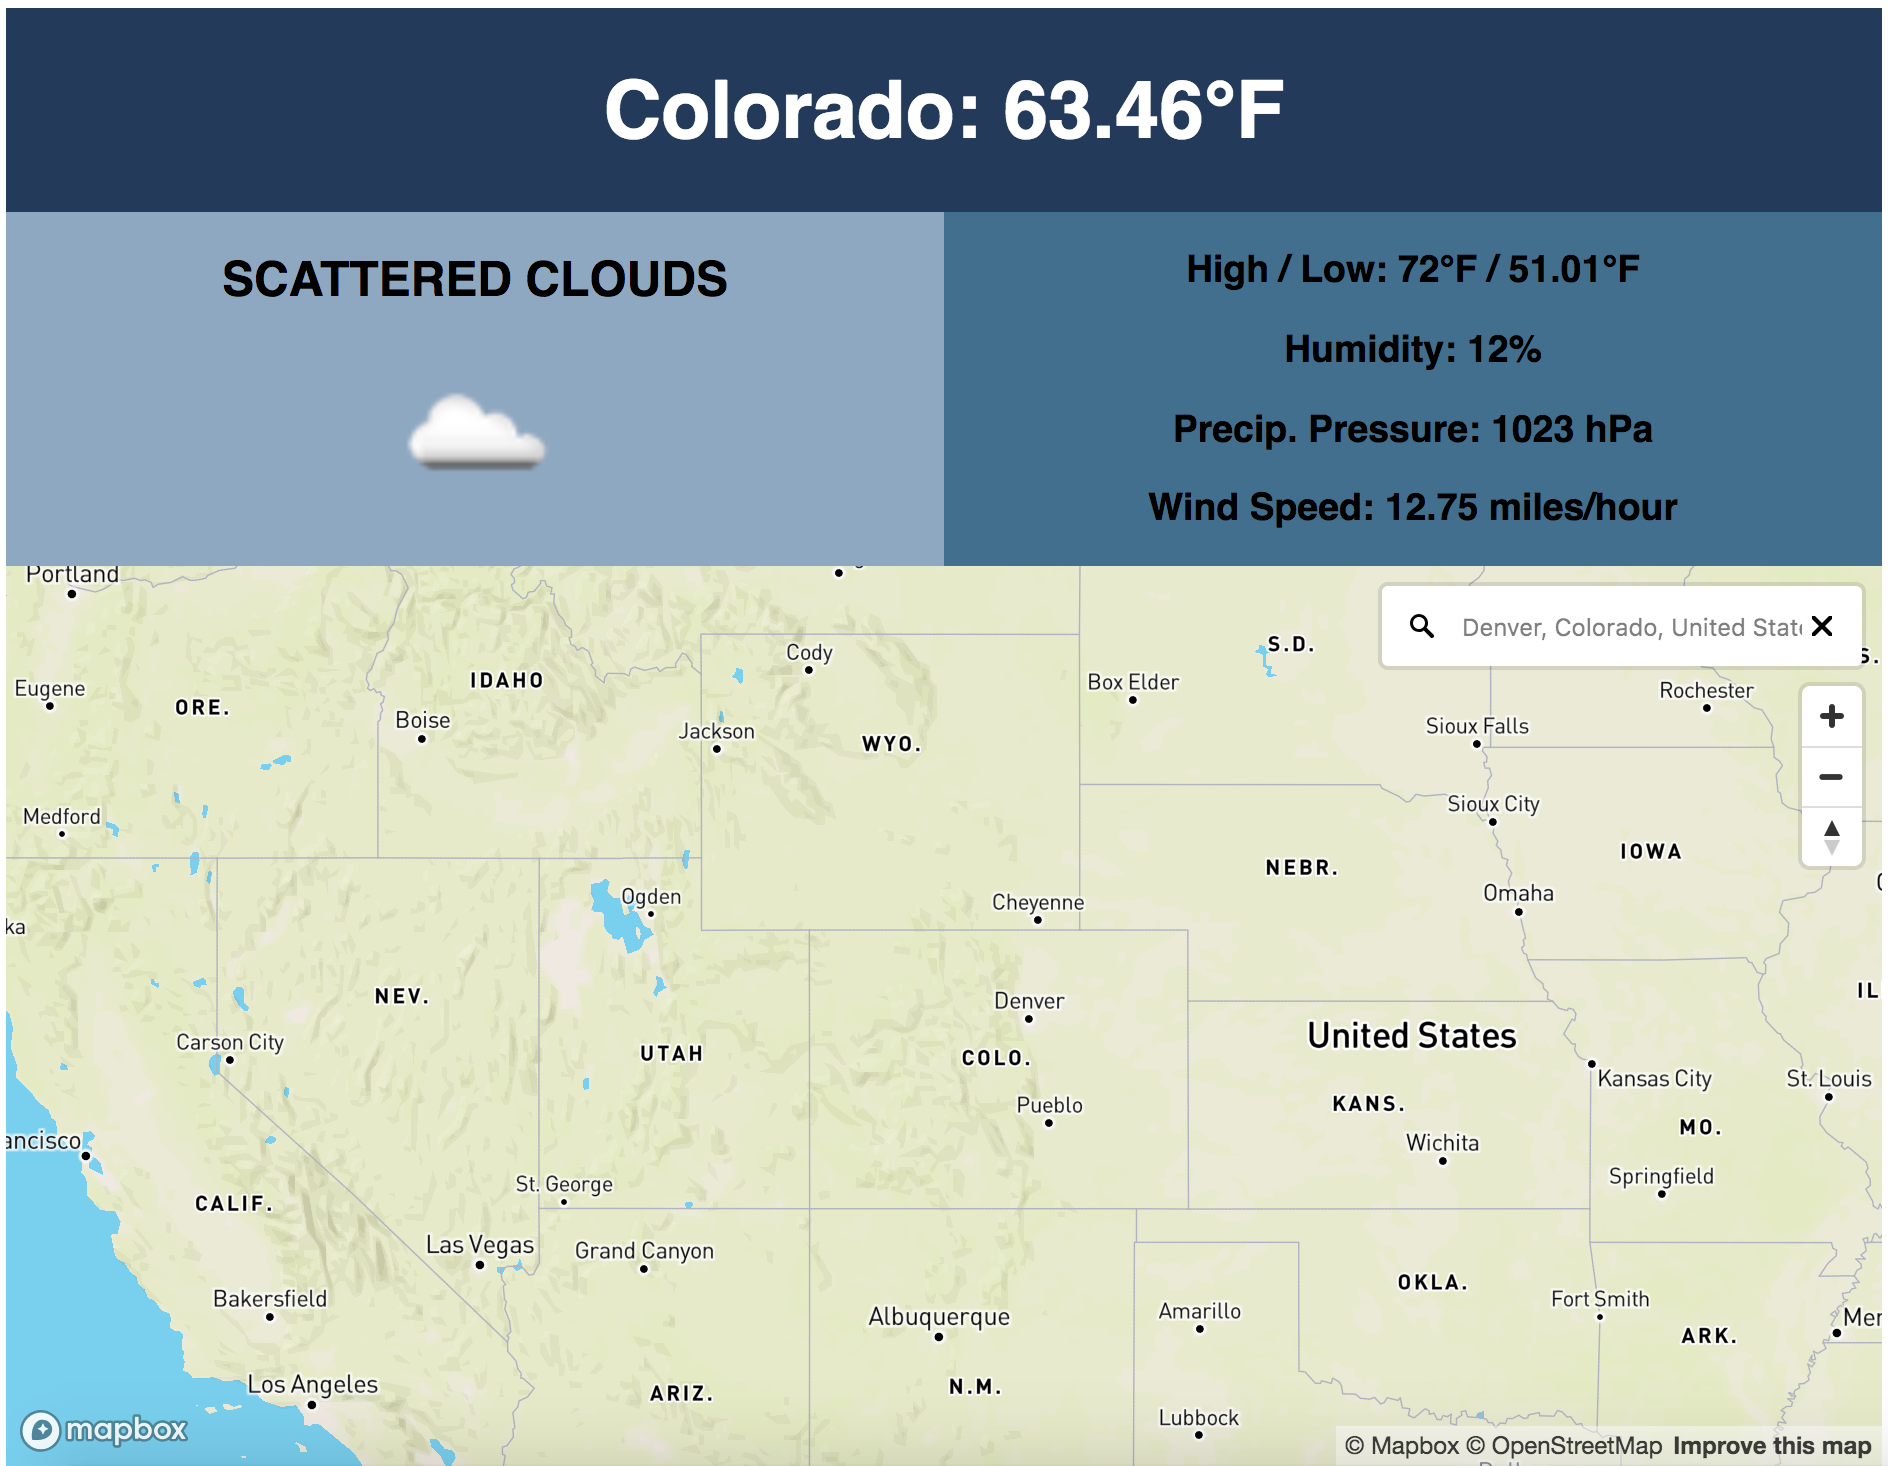 Colorado: 63.46°F
SCATTERED CLOUDS
High / Low: 72°F / 51.01°F
Humidity: 12%
Precip. Pressure: 1023 hPa
Wind Speed: 12.75 miles/hour
Portland
Denver, Colorado, United State
S.D.
Cody
IDAHO
Box Elder
Eugene
Rochester
ORE.
Boise
Sioux Falls
Jackson
WYO.
Sioux City
Medford
IOWA
NEBR.
Omaha
Ogden
Cheyenne
ka
NEV.
IL
Denver
United States
Carson City
UTAH
COLO.
Kansas City
St. Louis
KANS.
Pueblo
MO.
ancisco
Wichita
Springfield
St. George
CALIF.
Las Vegas
Grand Canyon
OKLA.
Bakersfield
Fort Smith
Amarillo
Albuquerque
Mem
ARK.
Los Angeles
N.M.
ARIZ.
Lubbock
mapbox
© Mapbox © OpenStreetMap Improve this map